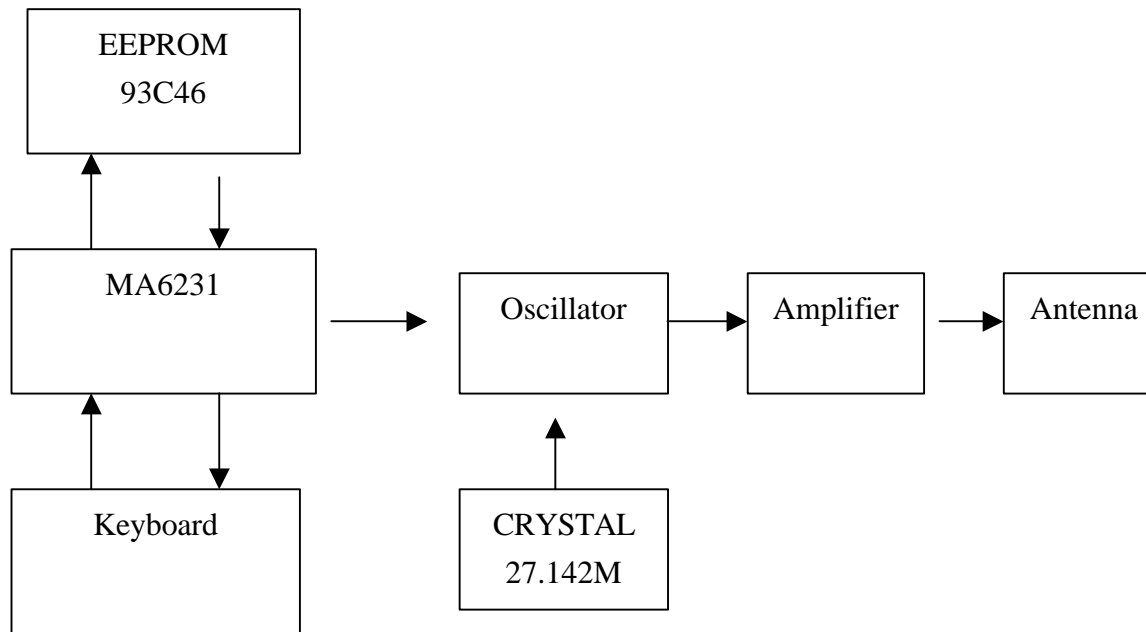 EEPROM
93C46
MA6231
Oscillator
Amplifier
Antenna
Keyboard
CRYSTAL
27.142M